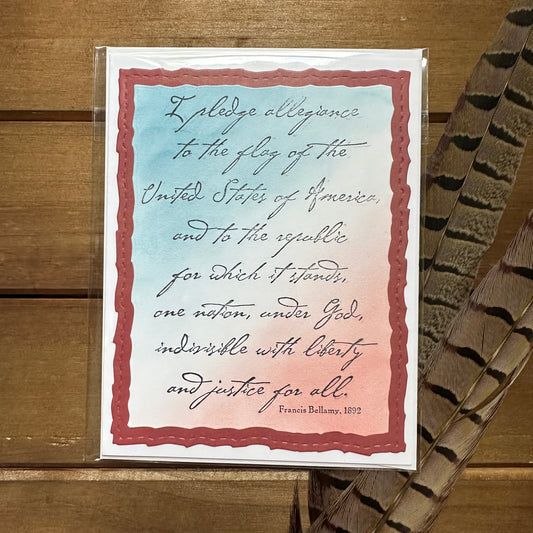 I pledge allegiance
to the flag of the
United States of America,
and to the republic
for which it stands,
one nation, under God,
indivisible with liberty
and justice for all.
Francis Bellamy, 1892